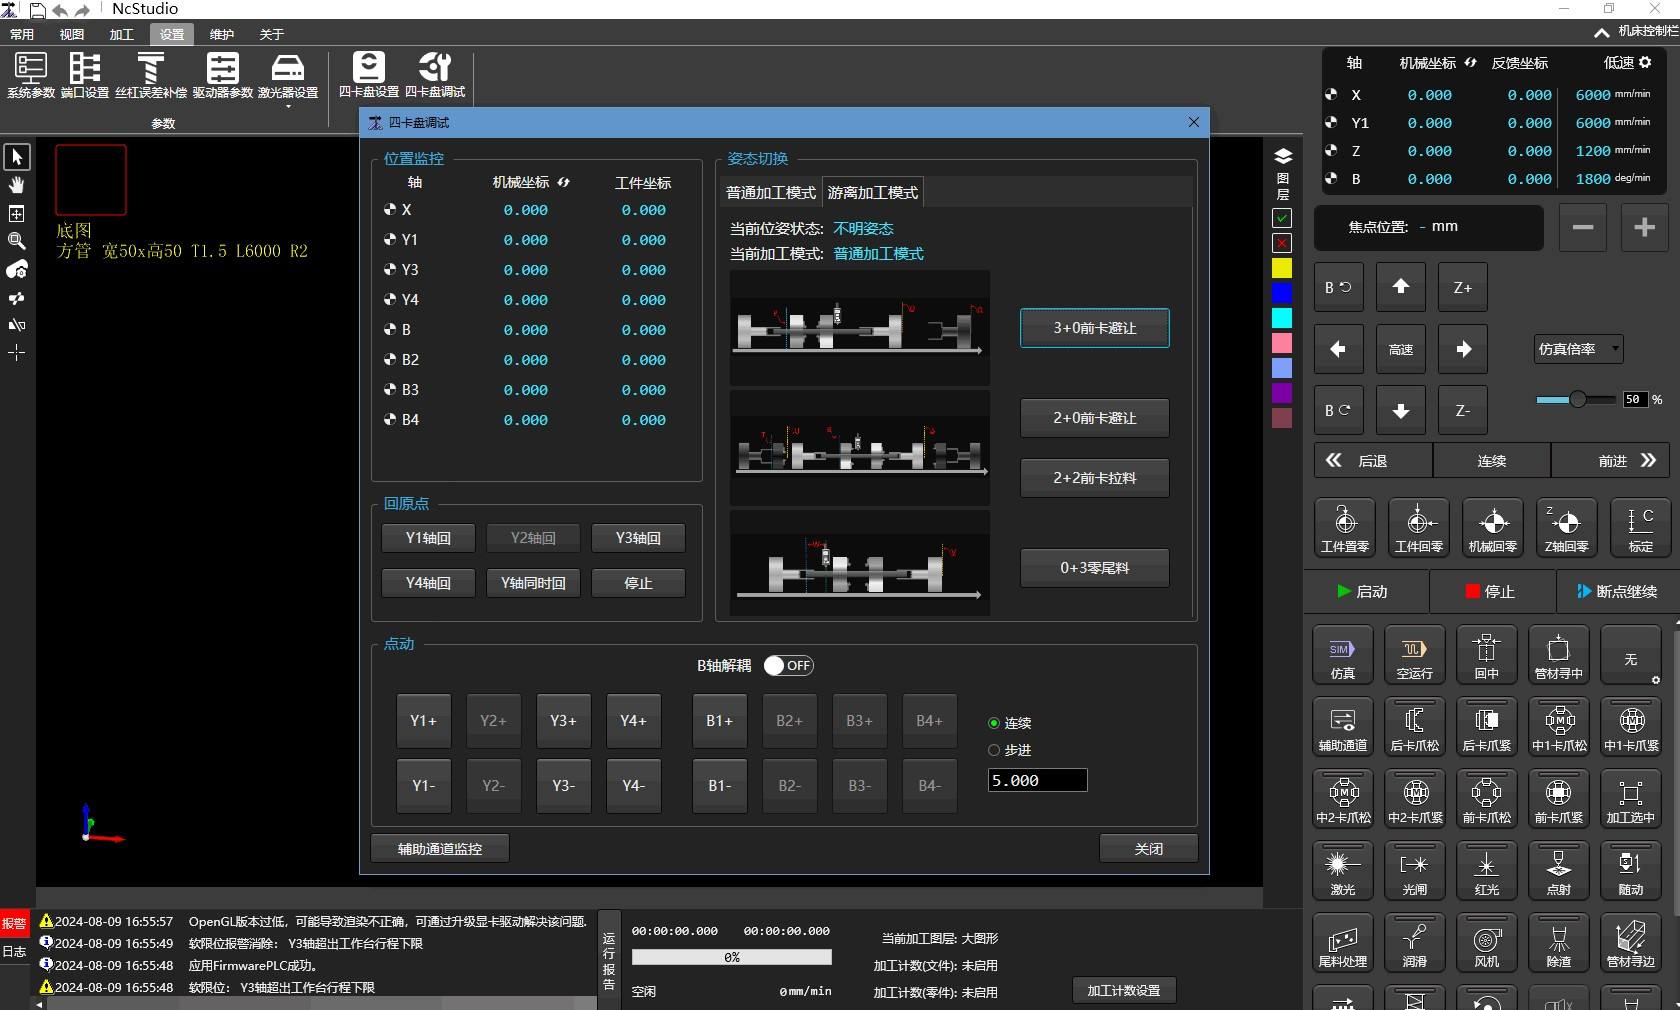 NcStudio
常用 视图 加工 设置 维护 关于
机床控制栏
系统参数 端口设置 丝杠误差补偿 驱动器参数 激光器设置 四卡盘设置 四卡盘调试
参数
底图
方管 宽50x高50 T1.5 L6000 R2
四卡盘调试
位置监控
轴 机械坐标 工件坐标
X 0.000 0.000
Y1 0.000 0.000
Y3 0.000 0.000
Y4 0.000 0.000
B 0.000 0.000
B2 0.000 0.000
B3 0.000 0.000
B4 0.000 0.000
回原点
Y1轴回 Y2轴回 Y3轴回
Y4轴回 Y轴同时回 停止
姿态切换
普通加工模式 游离加工模式
当前位姿状态: 不明姿态
当前加工模式: 普通加工模式
3+0前卡避让
2+0前卡避让
2+2前卡拉料
0+3零尾料
点动
B轴解耦 OFF
Y1+ Y2+ Y3+ Y4+ B1+ B2+ B3+ B4+
Y1- Y2- Y3- Y4- B1- B2- B3- B4-
连续
步进
5.000
辅助通道监控 关闭
图层
轴 机械坐标 反馈坐标 低速
X 0.000 0.000 6000 mm/min
Y1 0.000 0.000 6000 mm/min
Z 0.000 0.000 1200 mm/min
B 0.000 0.000 1800 deg/min
焦点位置: - mm
B Z+
高速 仿真倍率
B Z- 50 %
后退 连续 前进
工件置零 工件回零 机械回零 Z轴回零 标定
启动 停止 断点继续
仿真 空运行 回中 管材寻中 无
辅助通道 后卡爪松 后卡爪紧 中1卡爪松 中1卡爪紧
中2卡爪松 中2卡爪紧 前卡爪松 前卡爪紧 加工选中
激光 光闸 红光 点射 随动
尾料处理 润滑 风机 除渣 管材寻边
报警
日志
2024-08-09 16:55:57 OpenGL版本过低，可能导致渲染不正确，可通过升级显卡驱动解决该问题.
2024-08-09 16:55:49 软限位报警消除： Y3轴超出工作台行程下限
2024-08-09 16:55:48 应用FirmwarePLC成功。
2024-08-09 16:55:48 软限位： Y3轴超出工作台行程下限
运行报告
00:00:00.000 00:00:00.000
0%
空闲 0mm/min
当前加工图层: 大图形
加工计数(文件): 未启用
加工计数(零件): 未启用
加工计数设置